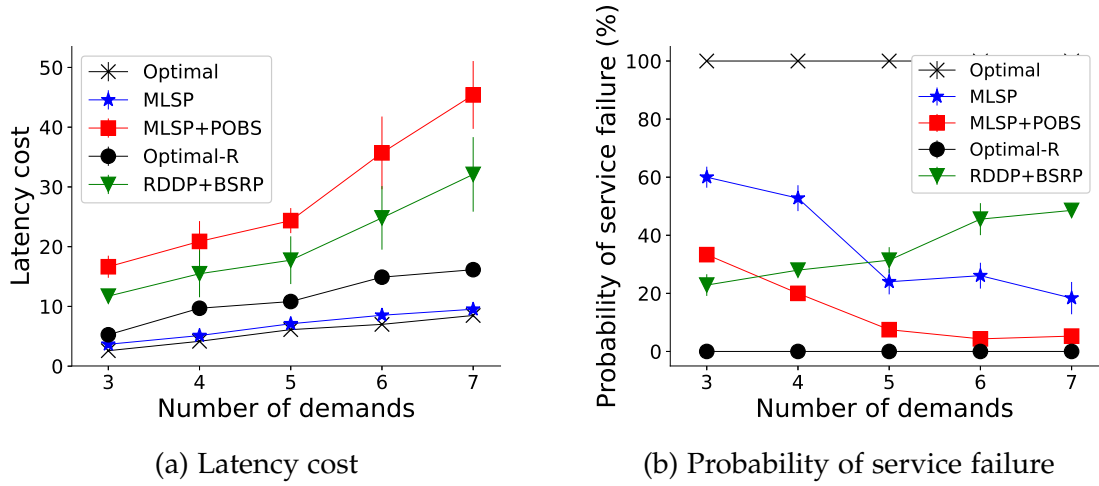 50
40
30
20
10
0
Latency cost
Optimal
MLSP
MLSP+POBS
Optimal-R
RDDP+BSRP
3 4 5 6 7
Number of demands
(a) Latency cost
100
80
60
40
20
0
Probability of service failure (%)
Optimal
MLSP
MLSP+POBS
Optimal-R
RDDP+BSRP
3 4 5 6 7
Number of demands
(b) Probability of service failure